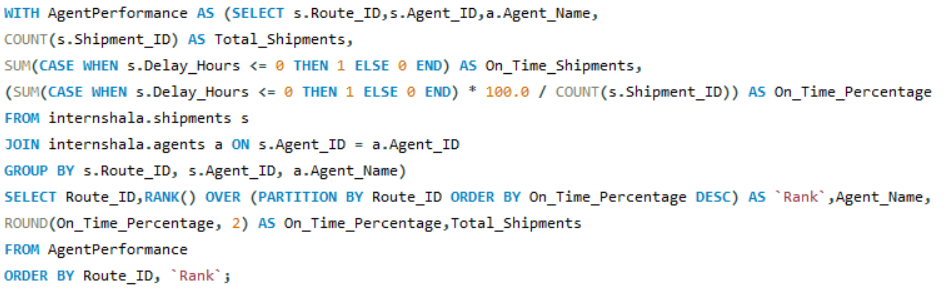 WITH AgentPerformance AS (SELECT s.Route_ID,s.Agent_ID,a.Agent_Name,
COUNT(s.Shipment_ID) AS Total_Shipments,
SUM(CASE WHEN s.Delay_Hours <= 0 THEN 1 ELSE 0 END) AS On_Time_Shipments,
(SUM(CASE WHEN s.Delay_Hours <= 0 THEN 1 ELSE 0 END) * 100.0 / COUNT(s.Shipment_ID)) AS On_Time_Percentage
FROM internshala.shipments s
JOIN internshala.agents a ON s.Agent_ID = a.Agent_ID
GROUP BY s.Route_ID, s.Agent_ID, a.Agent_Name)
SELECT Route_ID,RANK() OVER (PARTITION BY Route_ID ORDER BY On_Time_Percentage DESC) AS `Rank`,Agent_Name,
ROUND(On_Time_Percentage, 2) AS On_Time_Percentage,Total_Shipments
FROM AgentPerformance
ORDER BY Route_ID, `Rank`;